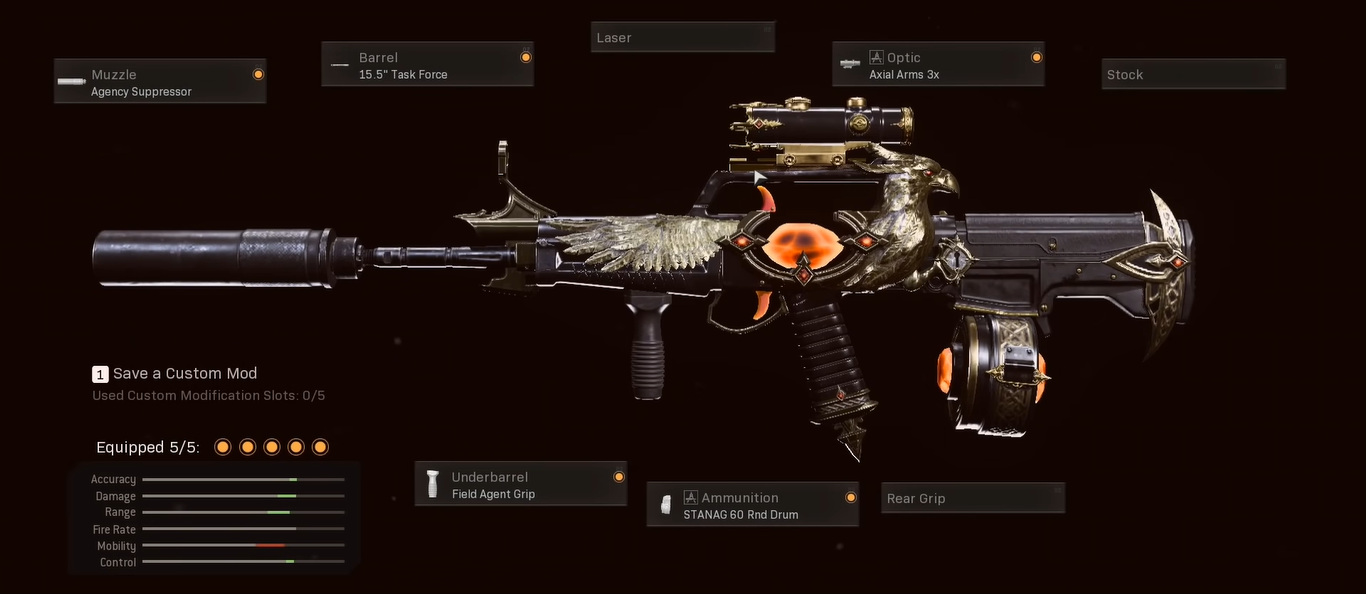 Laser
Barrel
15.5" Task Force
Optic
Axial Arms 3x
Muzzle
Agency Suppressor
Stock
1 Save a Custom Mod
Used Custom Modification Slots: 0/5
Equipped 5/5:
Accuracy
Damage
Range
Fire Rate
Mobility
Control
Underbarrel
Field Agent Grip
Ammunition
STANAG 60 Rnd Drum
Rear Grip